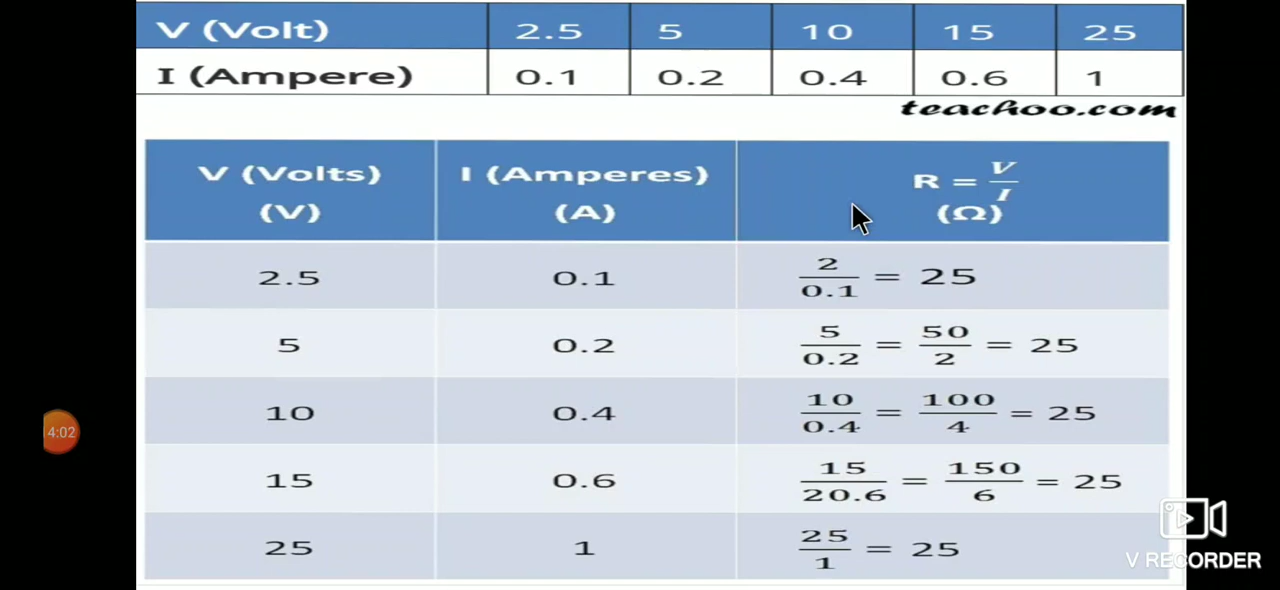 V (Volt) 2.5 5 10 15 25
I (Ampere) 0.1 0.2 0.4 0.6 1
teachoo.com
V (Volts) (V) I (Amperes) (A) R = V/I (Ω)
2.5 0.1 2/0.1 = 25
5 0.2 5/0.2 = 50/2 = 25
10 0.4 10/0.4 = 100/4 = 25
4:02
15 0.6 15/20.6 = 150/6 = 25
25 1 25/1 = 25
V RECORDER